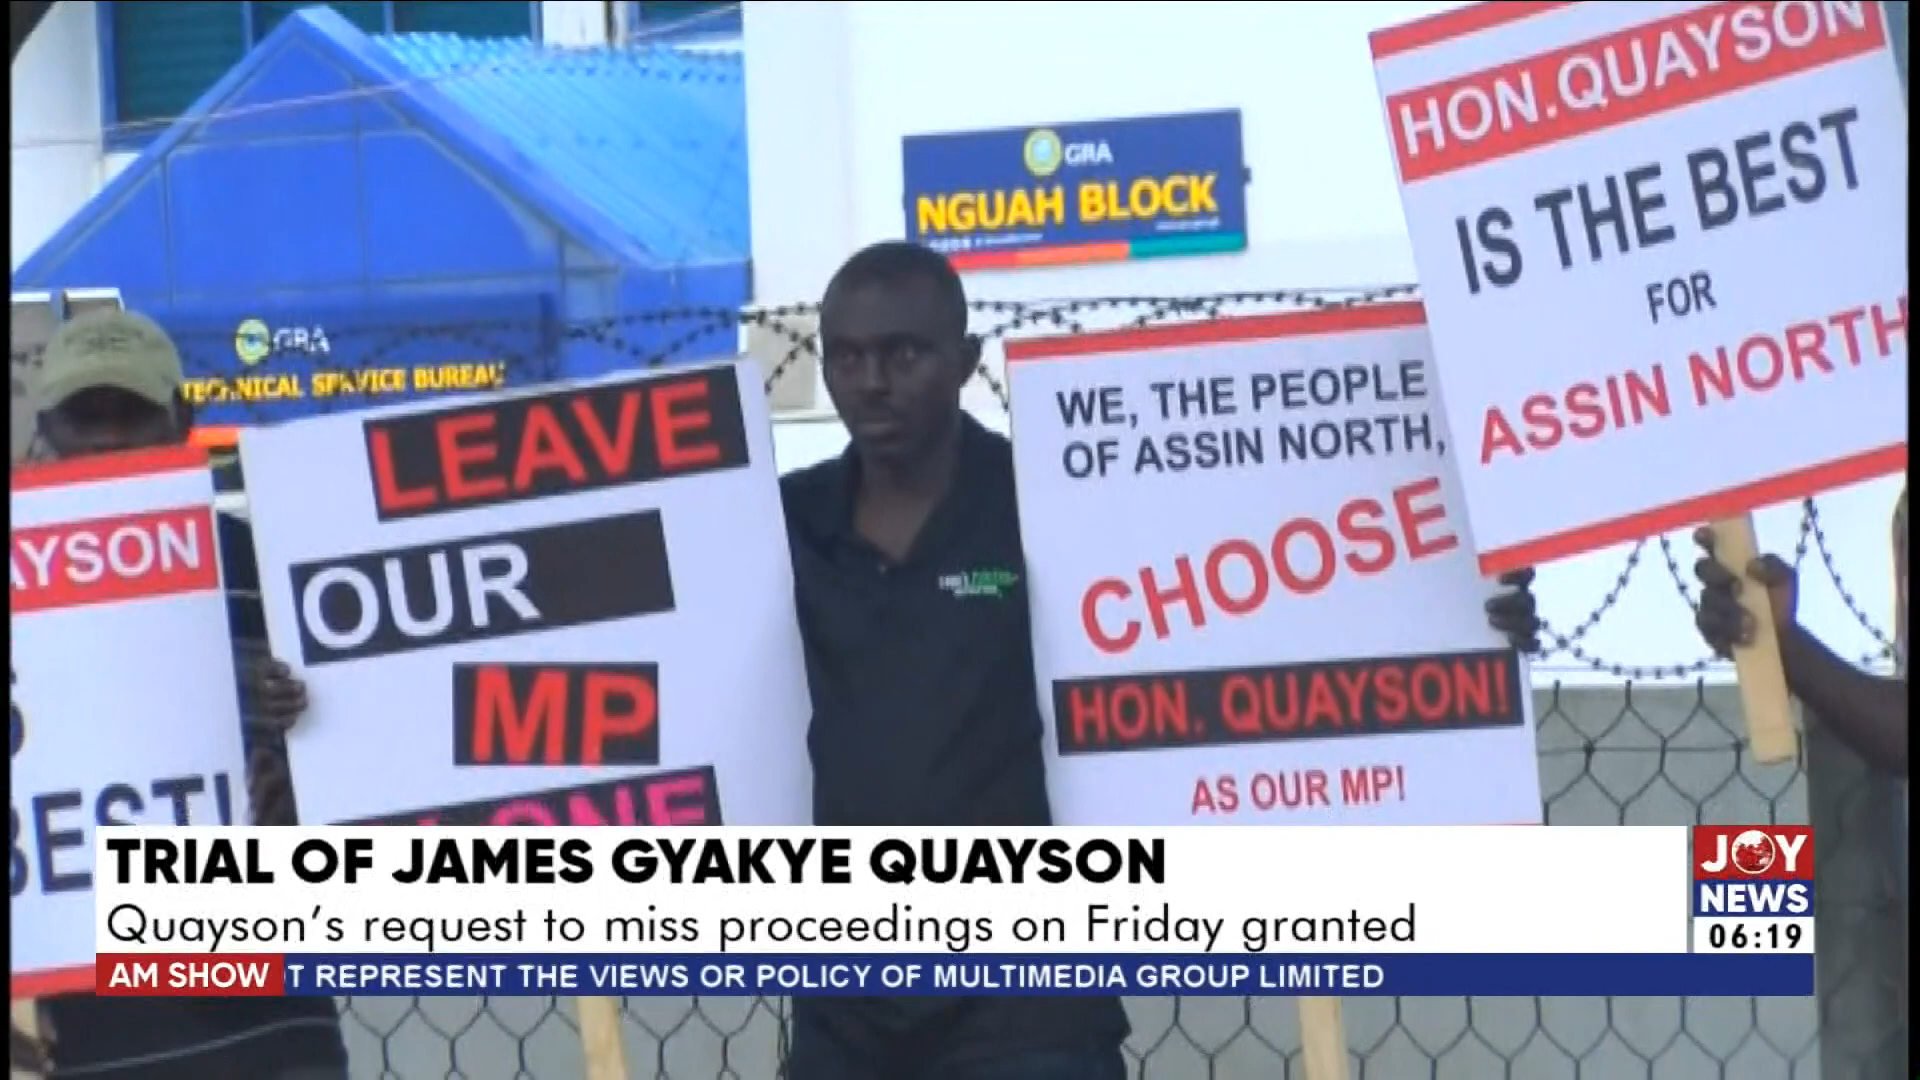 HON.QUAYSON
IS THE BEST
FOR
ASSIN NORTH
GRA
NGUAH BLOCK
GRA
TECHNICAL SERVICE BUREAU
AYSON
BEST!
LEAVE
OUR
MP
WE, THE PEOPLE
OF ASSIN NORTH,
CHOOSE
HON. QUAYSON!
AS OUR MP!
TRIAL OF JAMES GYAKYE QUAYSON
Quayson's request to miss proceedings on Friday granted
JOY
NEWS
06:19
AM SHOW
T REPRESENT THE VIEWS OR POLICY OF MULTIMEDIA GROUP LIMITED